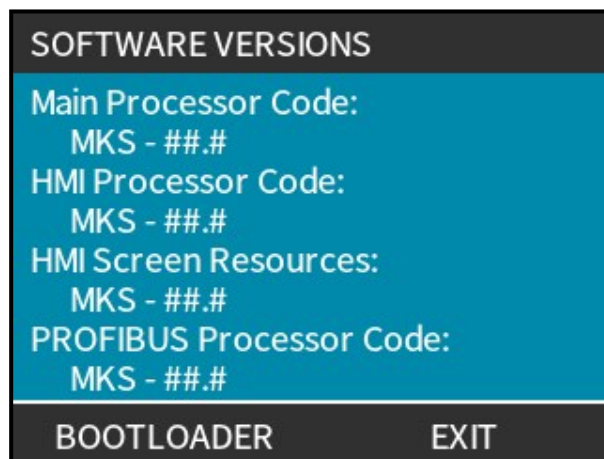 SOFTWARE VERSIONS
Main Processor Code:
MKS - ##.#
HMI Processor Code:
MKS - ##.#
HMI Screen Resources:
MKS - ##.#
PROFIBUS Processor Code:
MKS - ##.#
BOOTLOADER EXIT